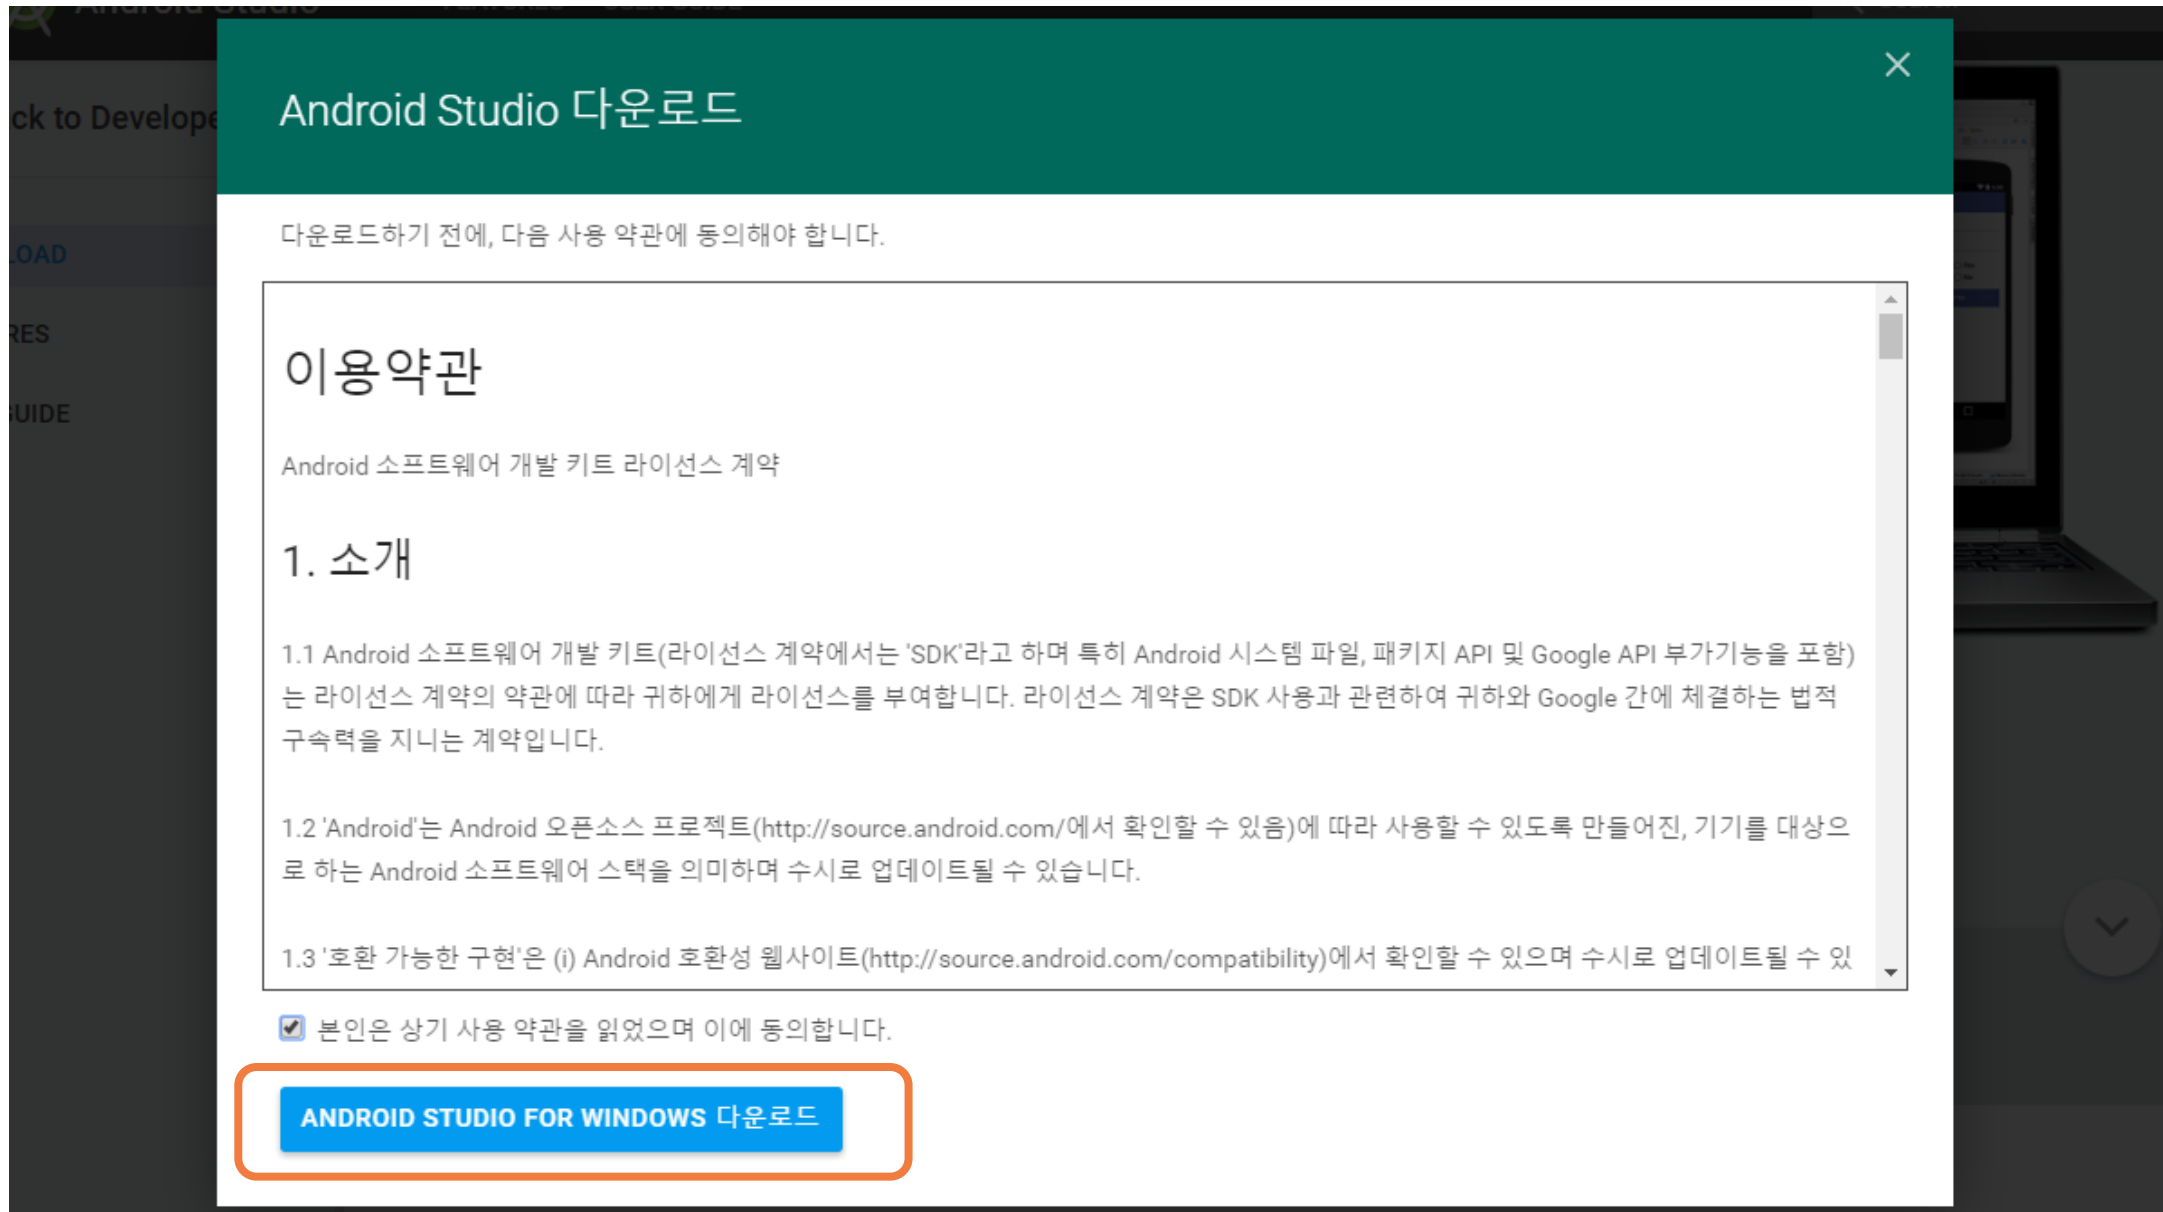 Android Studio 다운로드
ck to Develope
다운로드하기 전에, 다음 사용 약관에 동의해야 합니다.
LOAD
RES
GUIDE
이용약관
Android 소프트웨어 개발 키트 라이선스 계약
1. 소개
1.1 Android 소프트웨어 개발 키트(라이선스 계약에서는 'SDK'라고 하며 특히 Android 시스템 파일, 패키지 API 및 Google API 부가기능을 포함)
는 라이선스 계약의 약관에 따라 귀하에게 라이선스를 부여합니다. 라이선스 계약은 SDK 사용과 관련하여 귀하와 Google 간에 체결하는 법적
구속력을 지니는 계약입니다.
1.2 'Android'는 Android 오픈소스 프로젝트(http://source.android.com/에서 확인할 수 있음)에 따라 사용할 수 있도록 만들어진, 기기를 대상으
로 하는 Android 소프트웨어 스택을 의미하며 수시로 업데이트될 수 있습니다.
1.3 '호환 가능한 구현'은 (i) Android 호환성 웹사이트(http://source.android.com/compatibility)에서 확인할 수 있으며 수시로 업데이트될 수 있
본인은 상기 사용 약관을 읽었으며 이에 동의합니다.
ANDROID STUDIO FOR WINDOWS 다운로드